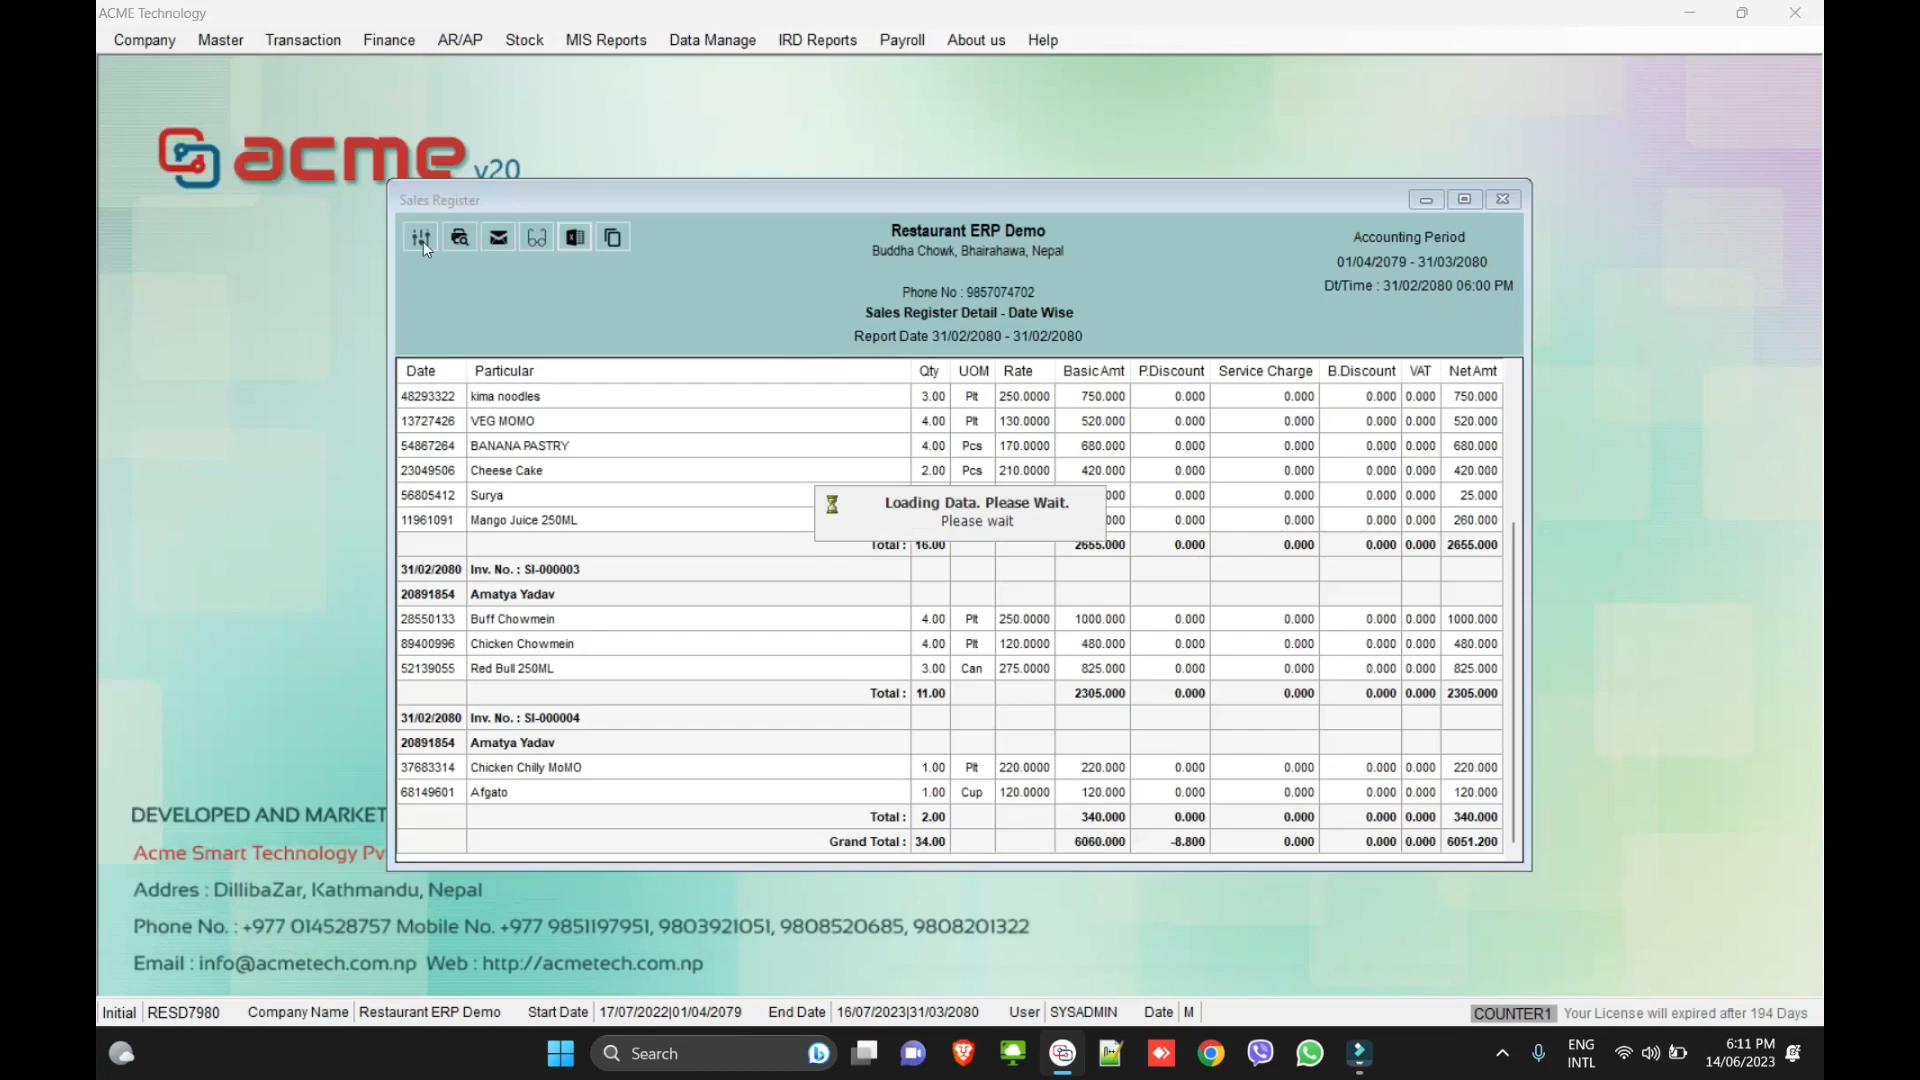 ACME Technology
Company Master Transaction Finance AR/AP Stock MIS Reports Data Manage IRD Reports Payroll About us Help
acme v20
Sales Register
Restaurant ERP Demo
Buddha Chowk, Bhairahawa, Nepal
Phone No : 9857074702
Sales Register Detail - Date Wise
Report Date 31/02/2080 - 31/02/2080
Accounting Period
01/04/2079 - 31/03/2080
Dt/Time : 31/02/2080 06:00 PM
Date Particular Qty UOM Rate BasicAmt P.Discount Service Charge B.Discount VAT NetAmt
48293322 kima noodles 3.00 Plt 250.0000 750.000 0.000 0.000 0.000 0.000 750.000
13727426 VEG MOMO 4.00 Plt 130.0000 520.000 0.000 0.000 0.000 0.000 520.000
54867264 BANANA PASTRY 4.00 Pcs 170.0000 680.000 0.000 0.000 0.000 0.000 680.000
23049506 Cheese Cake 2.00 Pcs 210.0000 420.000 0.000 0.000 0.000 0.000 420.000
56805412 Surya 0.000 0.000 0.000 25.000
11961091 Mango Juice 250ML 0.000 0.000 0.000 260.000
Loading Data. Please Wait.
Please wait
Total : 16.00 2655.000 0.000 0.000 0.000 0.000 2655.000
31/02/2080 Inv. No. : SI-000003
20891854 Amatya Yadav
28550133 Buff Chowmein 4.00 Plt 250.0000 1000.000 0.000 0.000 0.000 0.000 1000.000
89400996 Chicken Chowmein 4.00 Plt 120.0000 480.000 0.000 0.000 0.000 0.000 480.000
52139055 Red Bull 250ML 3.00 Can 275.0000 825.000 0.000 0.000 0.000 0.000 825.000
Total : 11.00 2305.000 0.000 0.000 0.000 0.000 2305.000
31/02/2080 Inv. No. : SI-000004
20891854 Amatya Yadav
37683314 Chicken Chilly MoMO 1.00 Plt 220.0000 220.000 0.000 0.000 0.000 0.000 220.000
68149601 Afgato 1.00 Cup 120.0000 120.000 0.000 0.000 0.000 0.000 120.000
Total : 2.00 340.000 0.000 0.000 0.000 0.000 340.000
Grand Total : 34.00 6060.000 -8.800 0.000 0.000 0.000 6051.200
DEVELOPED AND MARKET
Acme Smart Technology Pv
Addres : DillibaZar, Kathmandu, Nepal
Phone No. : +977 014528757 Mobile No. +977 9851197951, 9803921051, 9808520685, 9808201322
Email : info@acmetech.com.np Web : http://acmetech.com.np
Initial RESD7980 Company Name Restaurant ERP Demo Start Date 17/07/2022|01/04/2079 End Date 16/07/2023|31/03/2080 User SYSADMIN Date M COUNTER1 Your License will expired after 194 Days
Search
ENG
INTL
6:11 PM
14/06/2023